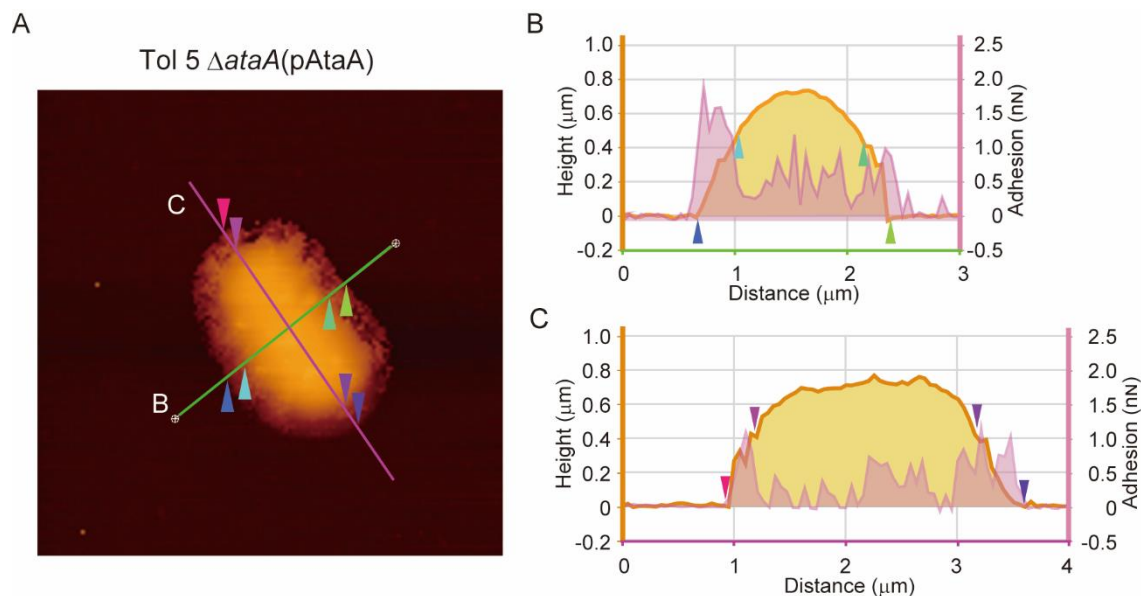 A
Tol 5 ΔataA(pAtaA)
C
B
B
1.0
0.8
0.6
0.4
0.2
0
-0.2
Height (μm)
2.5
2.0
1.5
1.0
0.5
0
-0.5
Adhesion (nN)
0 1 2 3
Distance (μm)
C
1.0
0.8
0.6
0.4
0.2
0
-0.2
Height (μm)
2.5
2.0
1.5
1.0
0.5
0
-0.5
Adhesion (nN)
0 1 2 3 4
Distance (μm)